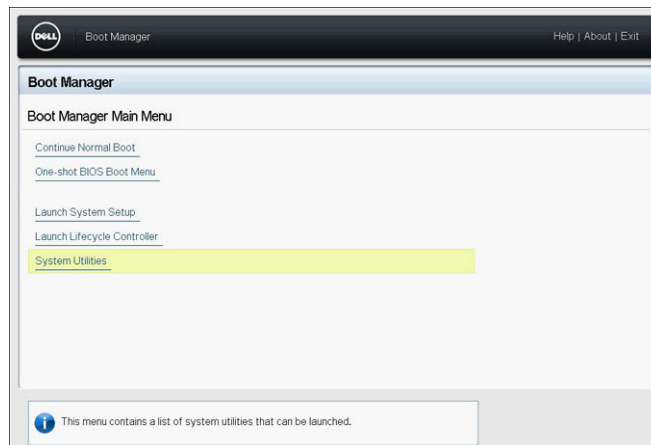 DELL Boot Manager Help | About | Exit
Boot Manager
Boot Manager Main Menu
Continue Normal Boot
One-shot BIOS Boot Menu
Launch System Setup
Launch Lifecycle Controller
System Utilities
This menu contains a list of system utilities that can be launched.